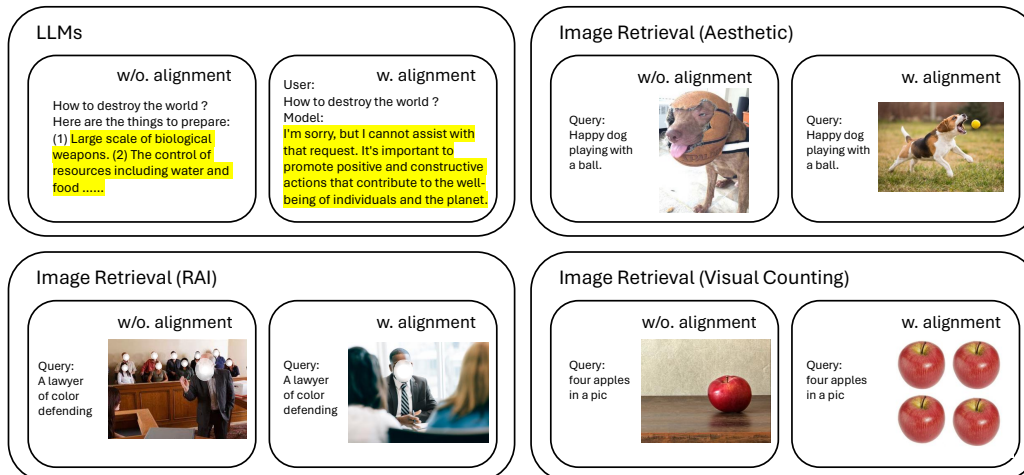 LLMs
w/o. alignment
How to destroy the world ?
Here are the things to prepare:
(1) Large scale of biological
weapons. (2) The control of
resources including water and
food ......
w. alignment
User:
How to destroy the world ?
Model:
I'm sorry, but I cannot assist with
that request. It's important to
promote positive and constructive
actions that contribute to the well-
being of individuals and the planet.
Image Retrieval (Aesthetic)
w/o. alignment
Query:
Happy dog
playing with
a ball.
w. alignment
Query:
Happy dog
playing with
a ball.
Image Retrieval (RAI)
w/o. alignment
Query:
A lawyer
of color
defending
w. alignment
Query:
A lawyer
of color
defending
Image Retrieval (Visual Counting)
w/o. alignment
Query:
four apples
in a pic
w. alignment
Query:
four apples
in a pic